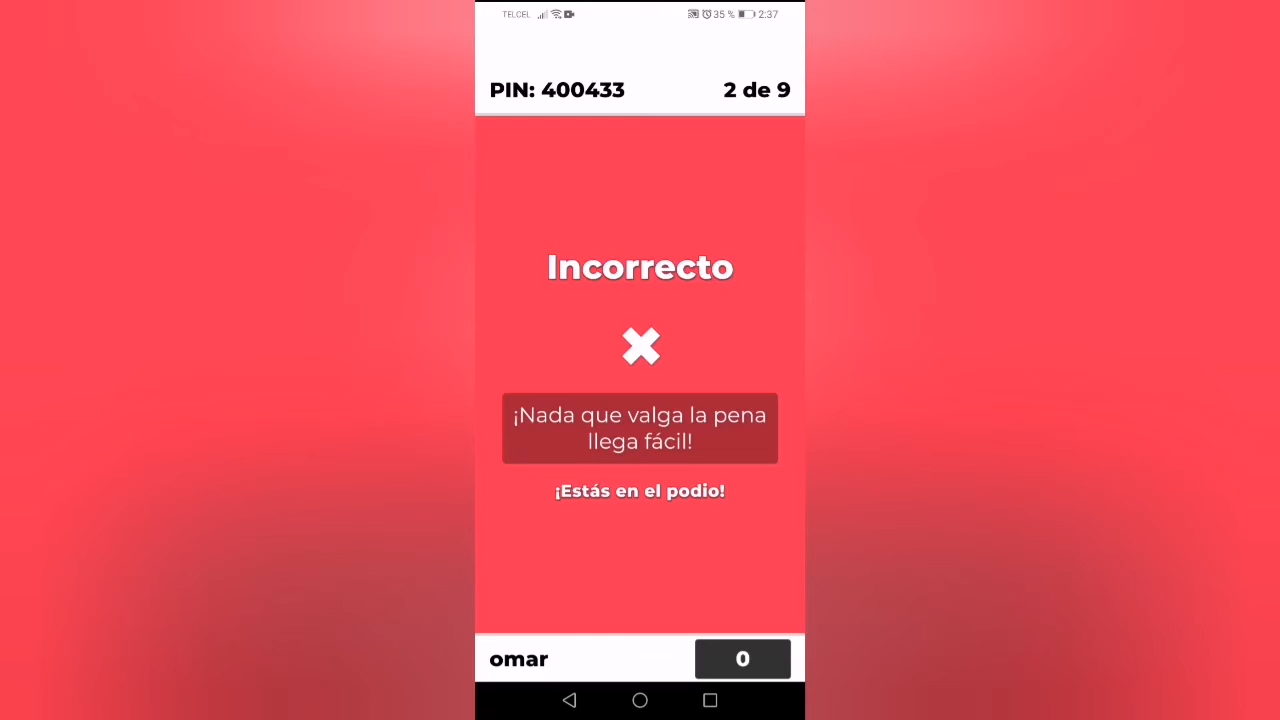 TELCEL 35 % 2:37
PIN: 400433 2 de 9
Incorrecto
¡Nada que valga la pena
llega fácil!
¡Estás en el podio!
omar 0